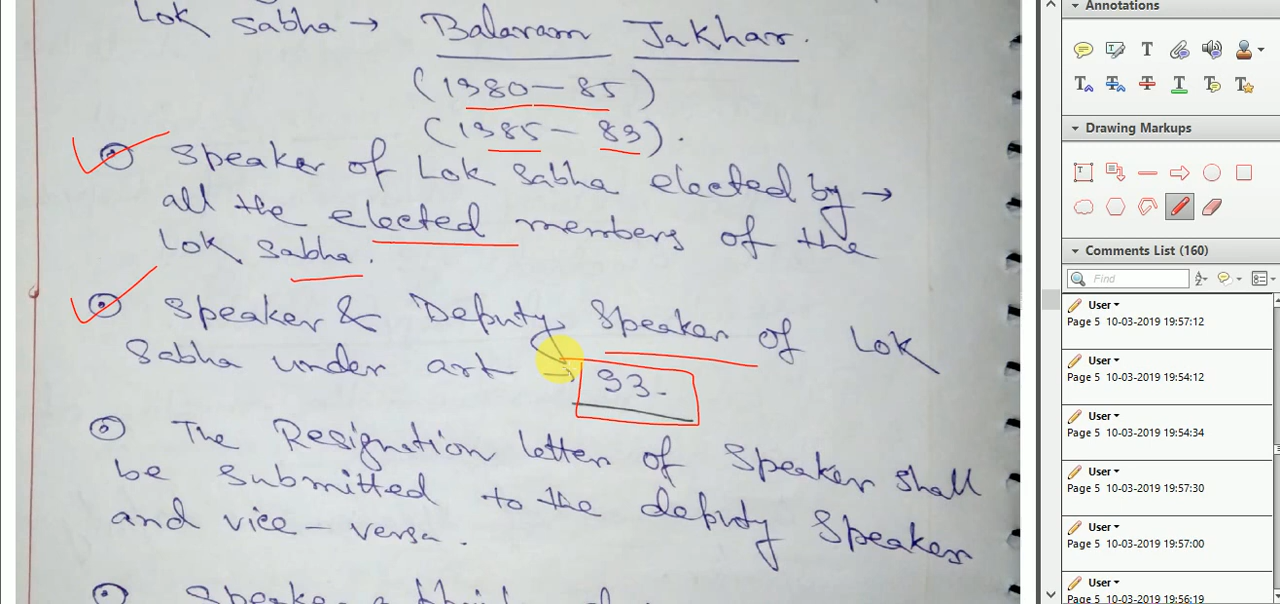 Lok Sabha → Balaram Jakhar.
(1980-85)
(1985-89).
Speaker of Lok Sabha elected by →
all the elected members of the
Lok Sabha.
Speaker & Deputy Speaker of Lok
Sabha under art → 93.
The Resignation letter of Speaker shall
be submitted to the deputy Speaker
and vice-versa.
Speaker
Annotations
T
T T T T T T
Drawing Markups
T
Comments List (160)
Find
User
Page 5 10-03-2019 19:57:12
User
Page 5 10-03-2019 19:54:12
User
Page 5 10-03-2019 19:54:34
User
Page 5 10-03-2019 19:57:30
User
Page 5 10-03-2019 19:57:00
User
Page 5 10-03-2019 19:56:19